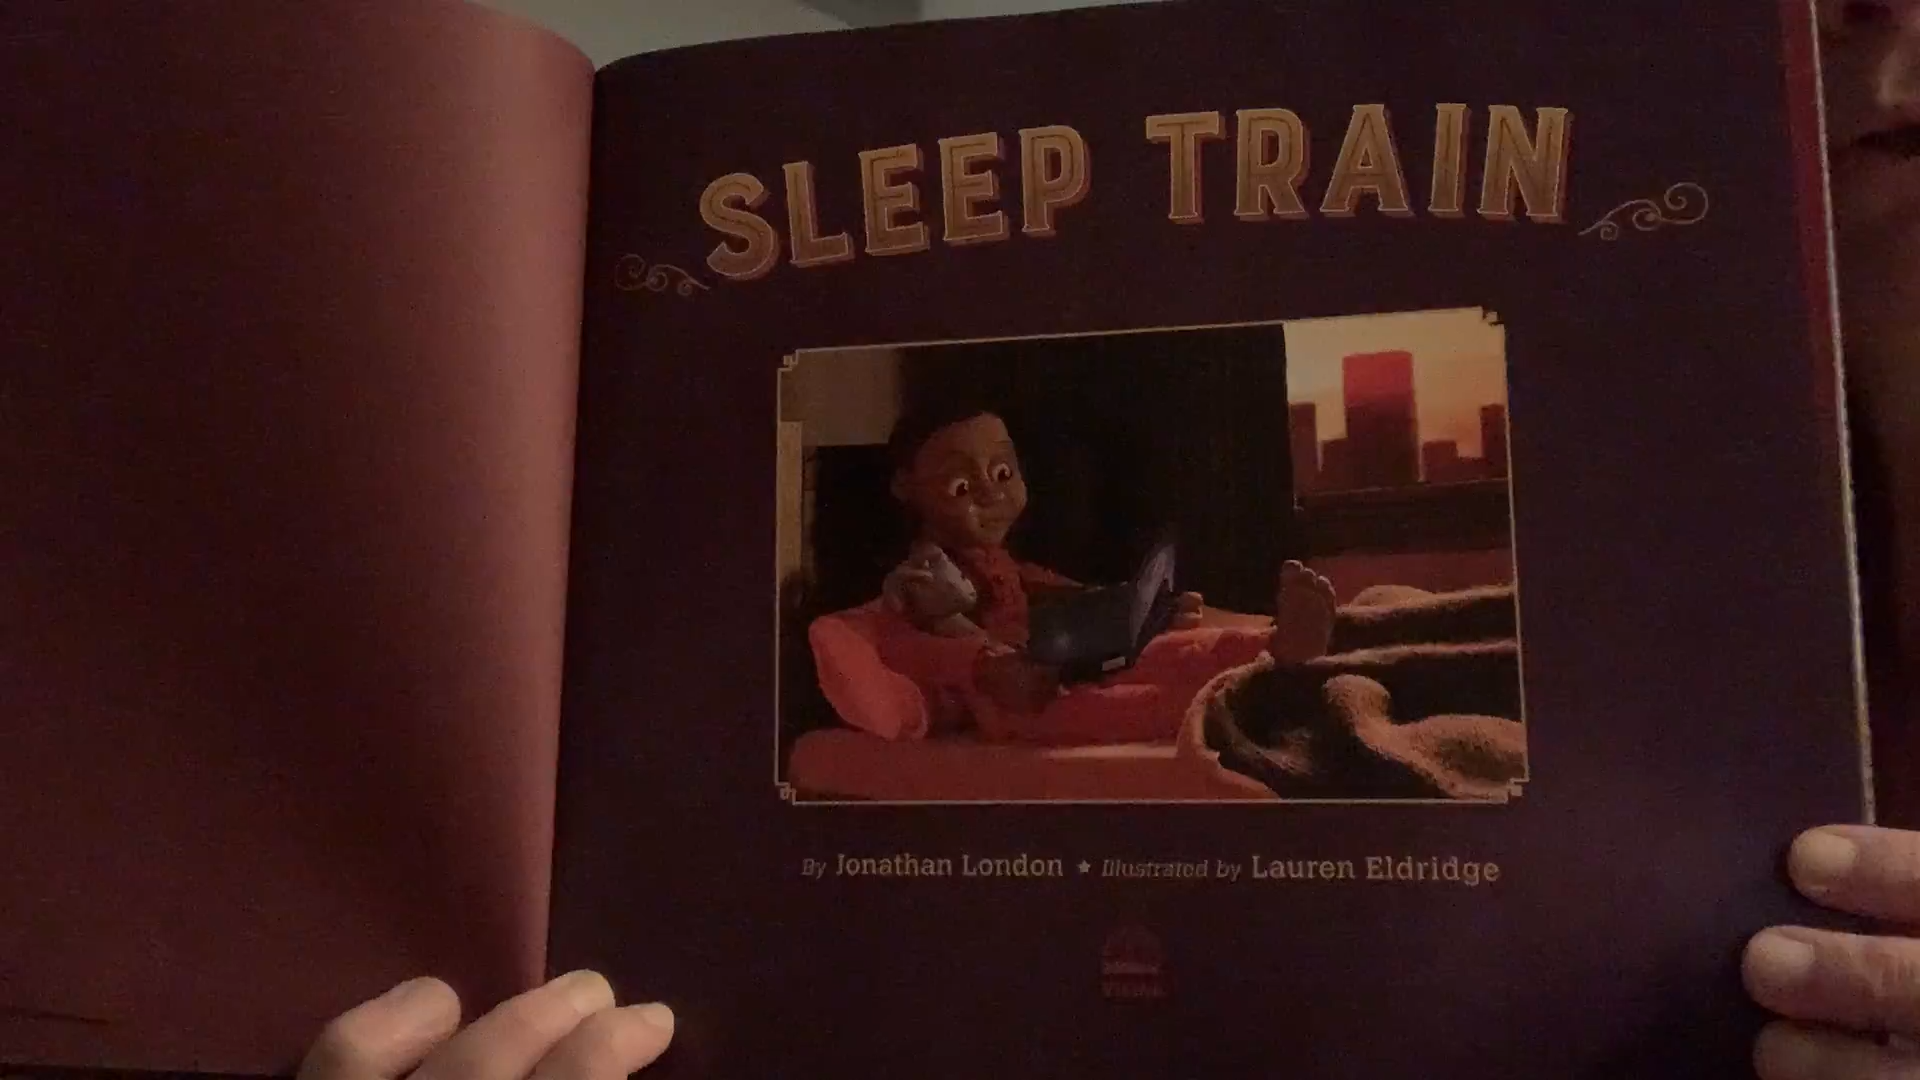 SLEEP TRAIN
By Jonathan London ★ Illustrated by Lauren Eldridge